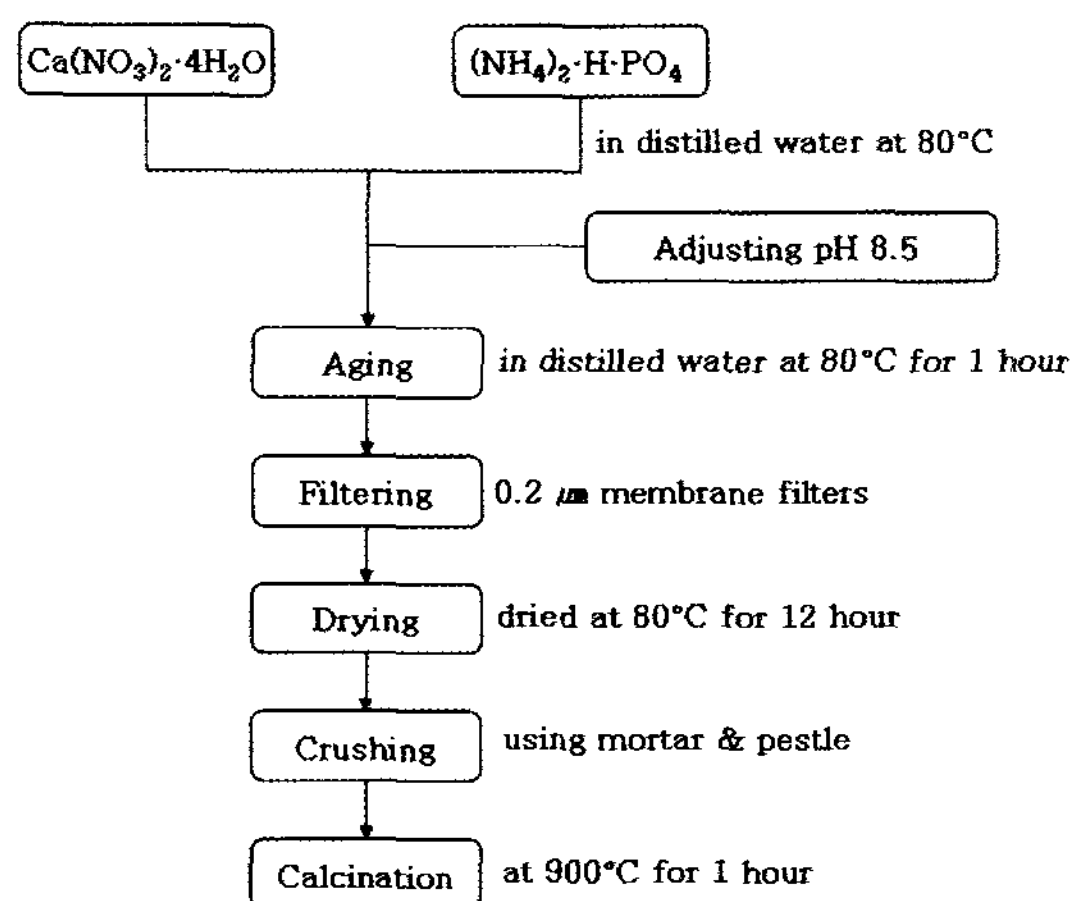 Ca(NO₃)₂·4H₂O
(NH₄)₂·H·PO₄
in distilled water at 80°C
Adjusting pH 8.5
Aging
in distilled water at 80°C for 1 hour
Filtering
0.2 ㎛ membrane filters
Drying
dried at 80°C for 12 hour
Crushing
using mortar & pestle
Calcination
at 900°C for 1 hour